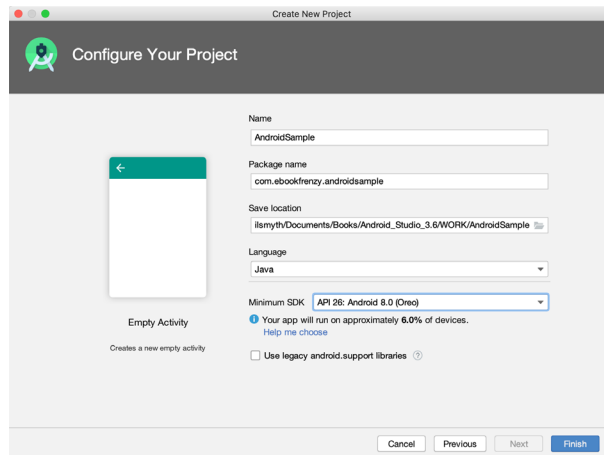 Create New Project
Configure Your Project
Name
AndroidSample
Package name
com.ebookfrenzy.androidsample
Save location
ilsmyth/Documents/Books/Android_Studio_3.6/WORK/AndroidSample
Language
Java
Minimum SDK API 26: Android 8.0 (Oreo)
Your app will run on approximately 6.0% of devices.
Help me choose
Use legacy android.support libraries ?
Empty Activity
Creates a new empty activity
Cancel Previous Next Finish